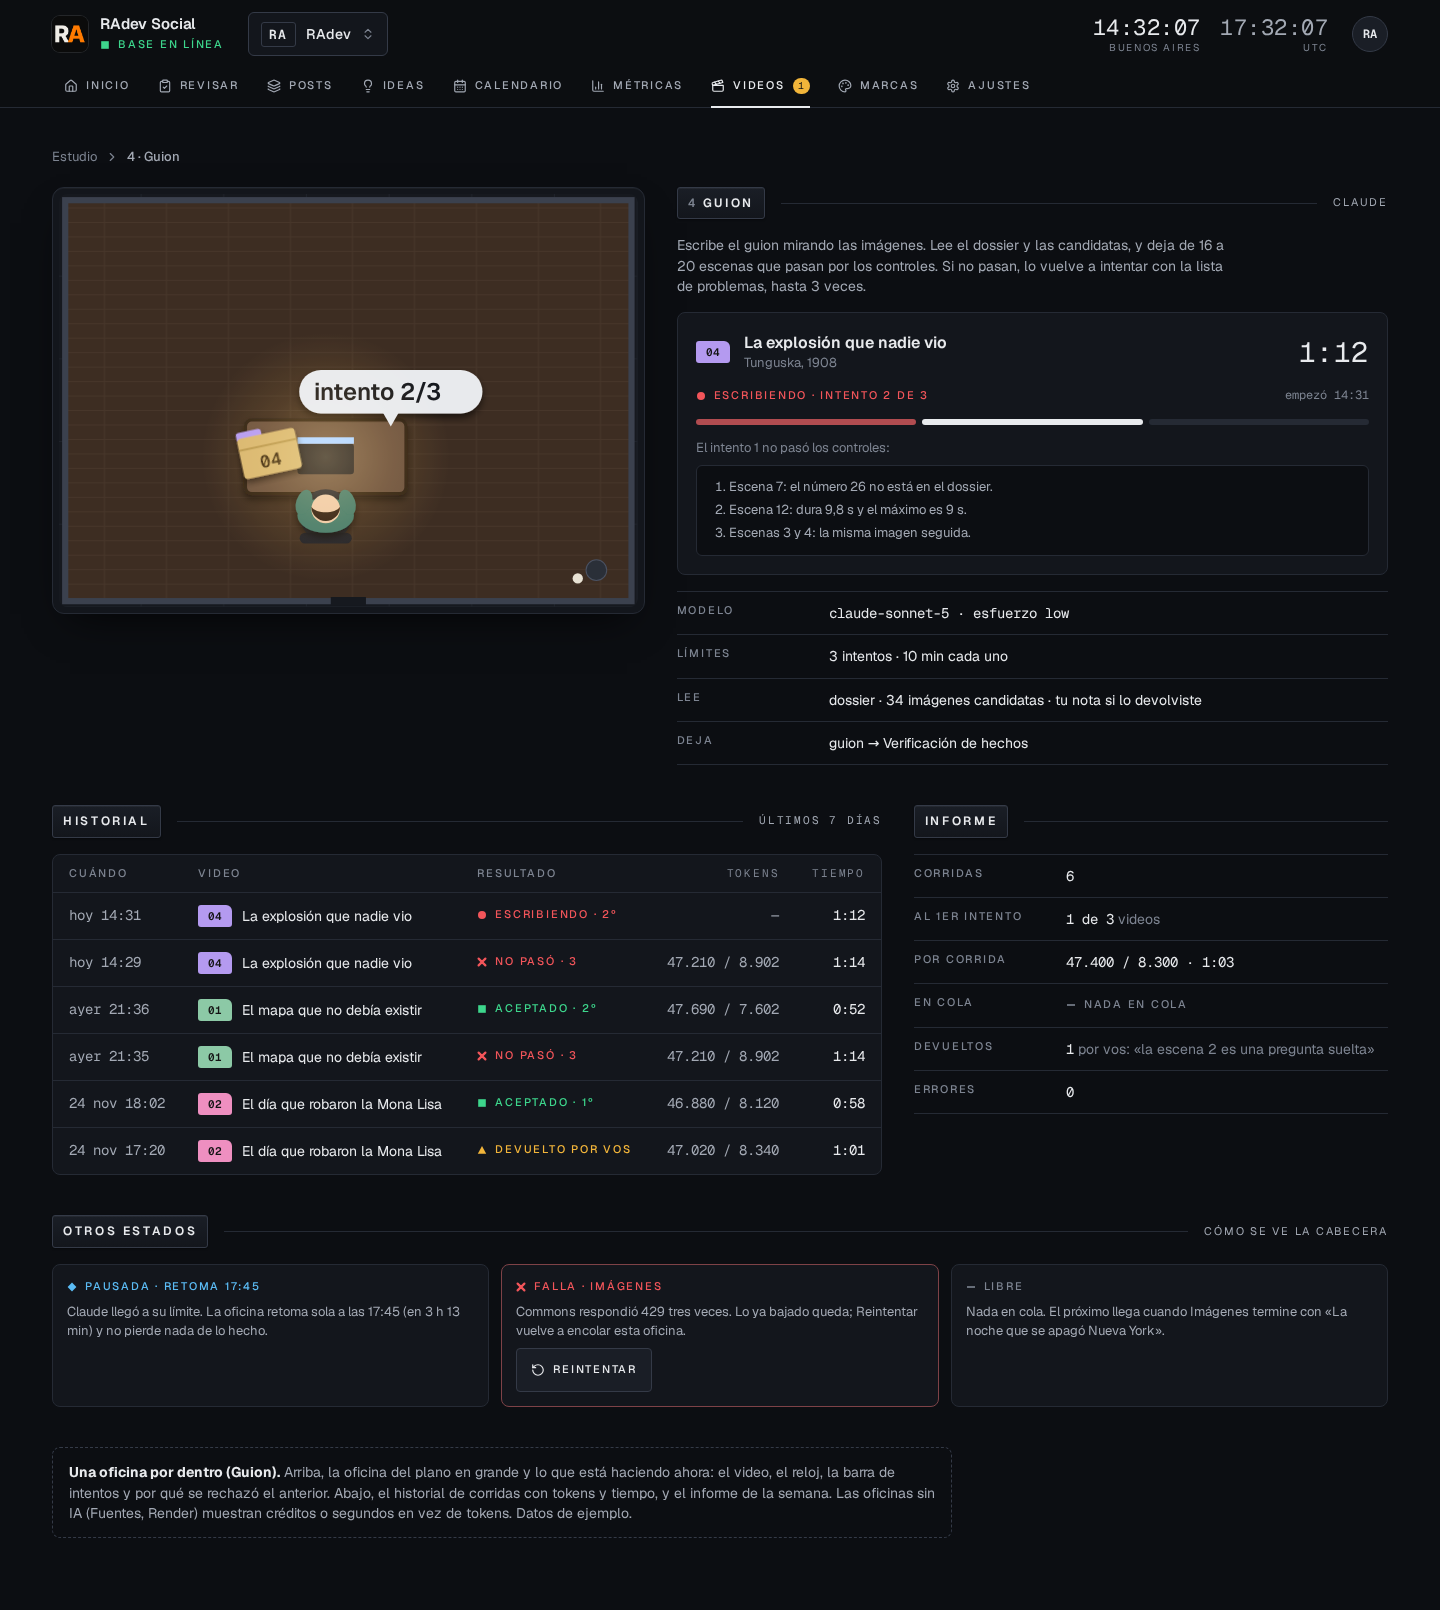 RA
RAdev Social
BASE EN LÍNEA
RA RAdev
14:32:07
BUENOS AIRES
17:32:07
UTC
RA
INICIO
REVISAR
POSTS
IDEAS
CALENDARIO
MÉTRICAS
VIDEOS 1
MARCAS
AJUSTES
Estudio > 4 · Guion
intento 2/3
04
4 GUION
CLAUDE
Escribe el guion mirando las imágenes. Lee el dossier y las candidatas, y deja de 16 a
20 escenas que pasan por los controles. Si no pasan, lo vuelve a intentar con la lista
de problemas, hasta 3 veces.
04
La explosión que nadie vio
Tunguska, 1908
1:12
ESCRIBIENDO · INTENTO 2 DE 3
empezó 14:31
El intento 1 no pasó los controles:
1. Escena 7: el número 26 no está en el dossier.
2. Escena 12: dura 9,8 s y el máximo es 9 s.
3. Escenas 3 y 4: la misma imagen seguida.
MODELO claude-sonnet-5 · esfuerzo low
LÍMITES 3 intentos · 10 min cada uno
LEE dossier · 34 imágenes candidatas · tu nota si lo devolviste
DEJA guion → Verificación de hechos
HISTORIAL
ÚLTIMOS 7 DÍAS
CUÁNDO VIDEO RESULTADO TOKENS TIEMPO
hoy 14:31 04 La explosión que nadie vio ESCRIBIENDO · 2° — 1:12
hoy 14:29 04 La explosión que nadie vio NO PASÓ · 3 47.210 / 8.902 1:14
ayer 21:36 01 El mapa que no debía existir ACEPTADO · 2° 47.690 / 7.602 0:52
ayer 21:35 01 El mapa que no debía existir NO PASÓ · 3 47.210 / 8.902 1:14
24 nov 18:02 02 El día que robaron la Mona Lisa ACEPTADO · 1° 46.880 / 8.120 0:58
24 nov 17:20 02 El día que robaron la Mona Lisa DEVUELTO POR VOS 47.020 / 8.340 1:01
INFORME
CORRIDAS 6
AL 1ER INTENTO 1 de 3 videos
POR CORRIDA 47.400 / 8.300 · 1:03
EN COLA — NADA EN COLA
DEVUELTOS 1 por vos: «la escena 2 es una pregunta suelta»
ERRORES 0
OTROS ESTADOS
CÓMO SE VE LA CABECERA
PAUSADA · RETOMA 17:45
Claude llegó a su límite. La oficina retoma sola a las 17:45 (en 3 h 13
min) y no pierde nada de lo hecho.
FALLA · IMÁGENES
Commons respondió 429 tres veces. Lo ya bajado queda; Reintentar
vuelve a encolar esta oficina.
REINTENTAR
— LIBRE
Nada en cola. El próximo llega cuando Imágenes termine con «La
noche que se apagó Nueva York».
Una oficina por dentro (Guion). Arriba, la oficina del plano en grande y lo que está haciendo ahora: el video, el reloj, la barra de
intentos y por qué se rechazó el anterior. Abajo, el historial de corridas con tokens y tiempo, y el informe de la semana. Las oficinas sin
IA (Fuentes, Render) muestran créditos o segundos en vez de tokens. Datos de ejemplo.